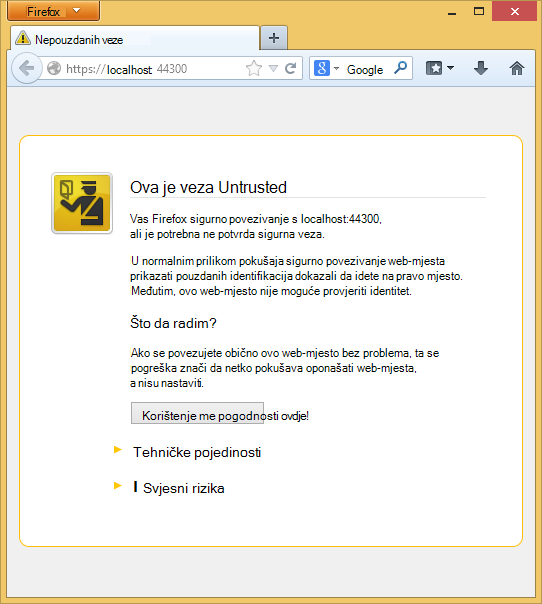 Firefox
Nepouzdanih veze
https://localhost 44300
Google
Ova je veza Untrusted
Vas Firefox sigurno povezivanje s localhost:44300,
ali je potrebna ne potvrda sigurna veza.
U normalnim prilikom pokušaja sigurno povezivanje web-mjesta
prikazati pouzdanih identifikacija dokazali da idete na pravo mjesto.
Međutim, ovo web-mjesto nije moguće provjeriti identitet.
Što da radim?
Ako se povezujete obično ovo web-mjesto bez problema, ta se
pogreška znači da netko pokušava oponašati web-mjesta,
a nisu nastaviti.
Korištenje me pogodnosti ovdje!
Tehničke pojedinosti
I Svjesni rizika